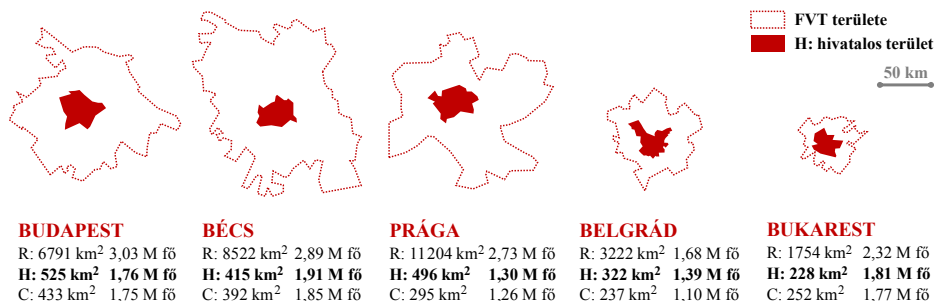 FVT területe
H: hivatalos terület
50 km
BUDAPEST
R: 6791 km² 3,03 M fő
H: 525 km² 1,76 M fő
C: 433 km² 1,75 M fő
BÉCS
R: 8522 km² 2,89 M fő
H: 415 km² 1,91 M fő
C: 392 km² 1,85 M fő
PRÁGA
R: 11204 km² 2,73 M fő
H: 496 km² 1,30 M fő
C: 295 km² 1,26 M fő
BELGRÁD
R: 3222 km² 1,68 M fő
H: 322 km² 1,39 M fő
C: 237 km² 1,10 M fő
BUKAREST
R: 1754 km² 2,32 M fő
H: 228 km² 1,81 M fő
C: 252 km² 1,77 M fő